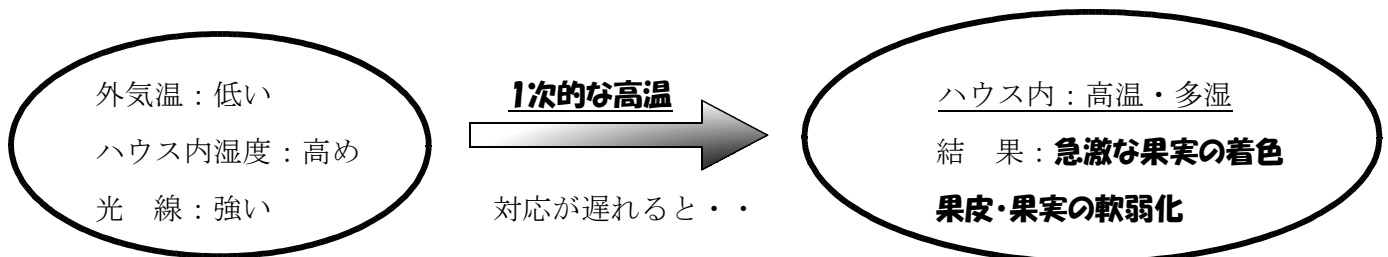 外気温：低い
ハウス内湿度：高め
光　線：強い
1次的な高温
対応が遅れると・・
ハウス内：高温・多湿
結　果：急激な果実の着色
果皮・果実の軟弱化